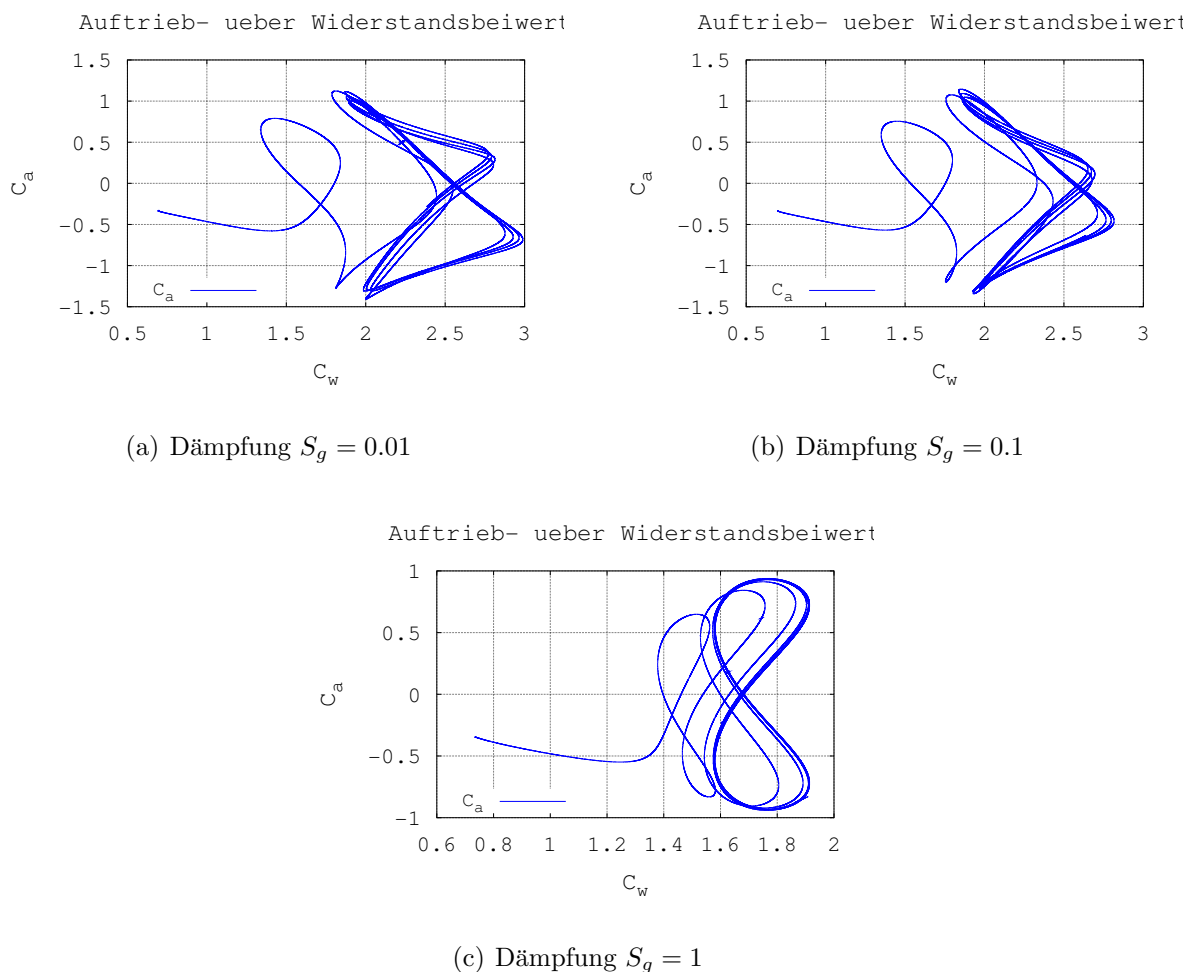 Auftrieb- ueber Widerstandsbeiwert
1.5
1
0.5
0
-0.5
-1
-1.5
C_a
C_a
0.5 1 1.5 2 2.5 3
C_w
(a) Dämpfung S_g = 0.01
Auftrieb- ueber Widerstandsbeiwert
1.5
1
0.5
0
-0.5
-1
-1.5
C_a
C_a
0.5 1 1.5 2 2.5 3
C_w
(b) Dämpfung S_g = 0.1
Auftrieb- ueber Widerstandsbeiwert
1
0.5
0
-0.5
-1
C_a
C_a
0.6 0.8 1 1.2 1.4 1.6 1.8 2
C_w
(c) Dämpfung S_g = 1